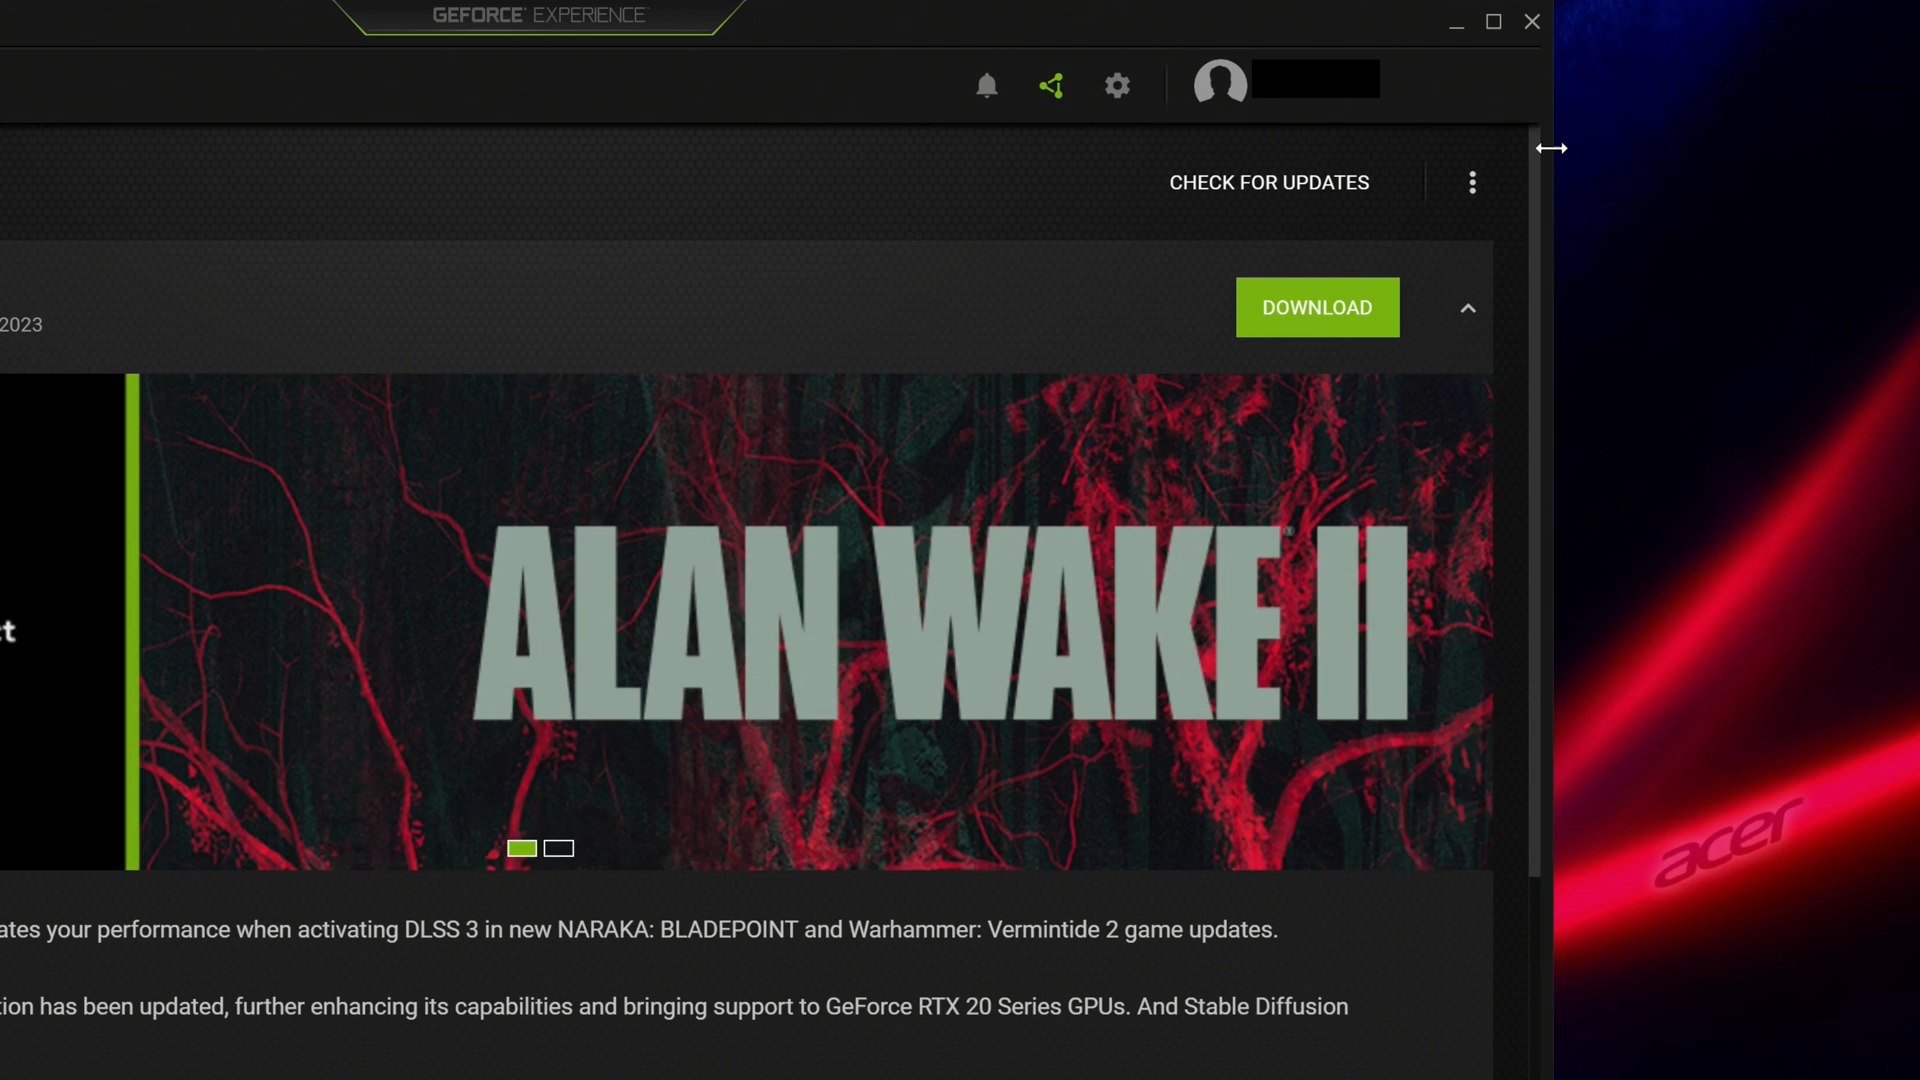 GEFORCE EXPERIENCE
CHECK FOR UPDATES
DOWNLOAD
2023
ALAN WAKE II
acer
ates your performance when activating DLSS 3 in new NARAKA: BLADEPOINT and Warhammer: Vermintide 2 game updates.
tion has been updated, further enhancing its capabilities and bringing support to GeForce RTX 20 Series GPUs. And Stable Diffusion